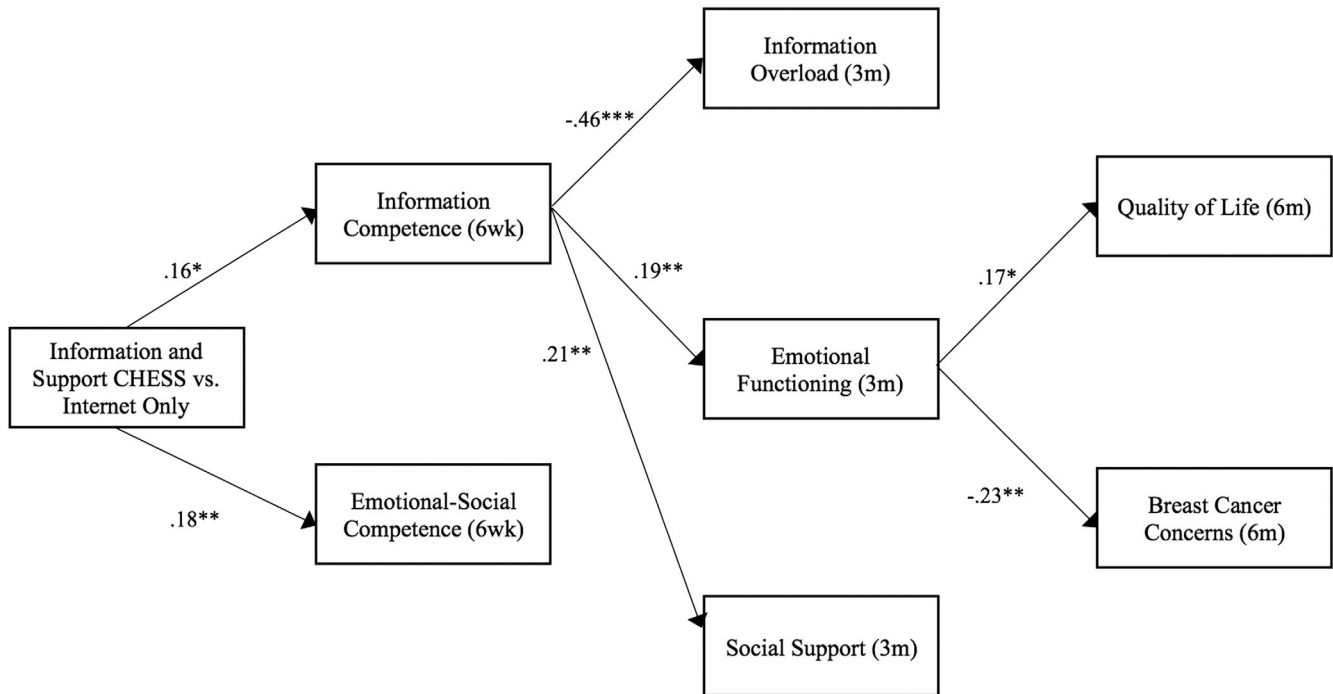 Information
Overload (3m)
-.46***
Information
Competence (6wk)
Quality of Life (6m)
.16*
.19**
.17*
Information and
Support CHESS vs.
Internet Only
.21**
Emotional
Functioning (3m)
Emotional-Social
Competence (6wk)
.18**
-.23**
Breast Cancer
Concerns (6m)
Social Support (3m)